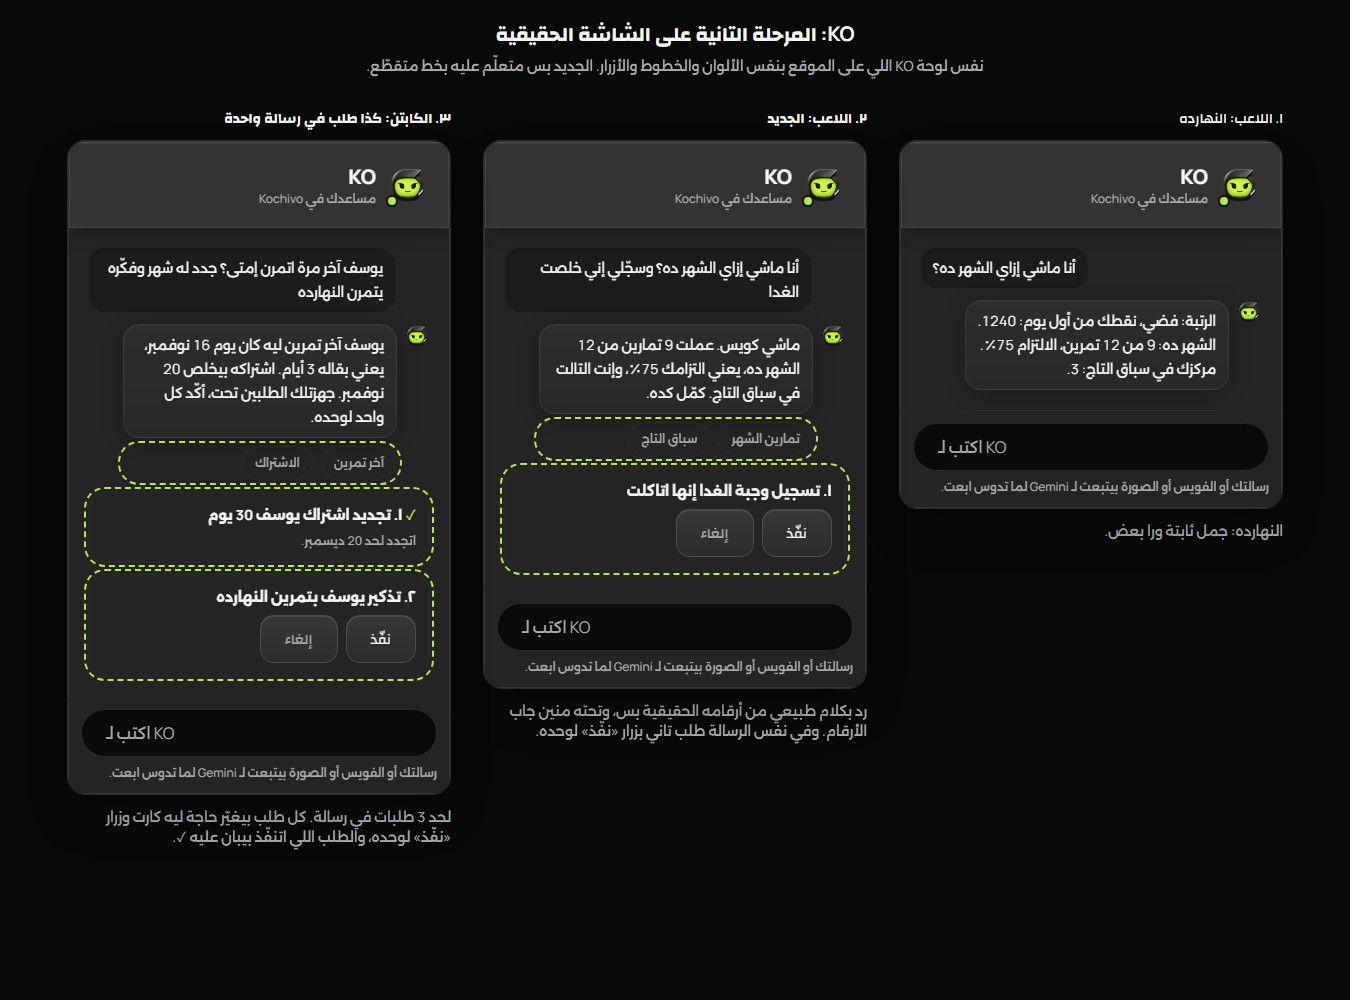 KO: المرحلة التانية على الشاشة الحقيقية
نفس لوحة KO اللي على الموقع بنفس الألوان والخطوط والأزرار. الجديد بس متعلّم عليه بخط متقطّع.
١. اللاعب: النهارده
KO
مساعدك في Kochivo
أنا ماشي إزاي الشهر ده؟
الرتبة: فضي، نقطك من أول يوم: 1240.
الشهر ده: 9 من 12 تمرين، الالتزام 75٪.
مركزك في سباق التاج: 3.
اكتب لـ KO
رسالتك أو الفويس أو الصورة بيتبعت لـ Gemini لما تدوس ابعت.
النهارده: جمل ثابتة ورا بعض.
٢. اللاعب: الجديد
KO
مساعدك في Kochivo
أنا ماشي إزاي الشهر ده؟ وسجّلي إني خلصت
الغدا
ماشي كويس. عملت 9 تمارين من 12
الشهر ده، يعني التزامك 75٪، وإنت التالت
في سباق التاج. كمّل كده.
تمارين الشهر
سباق التاج
١. تسجيل وجبة الغدا إنها اتاكلت
نفّذ
إلغاء
اكتب لـ KO
رسالتك أو الفويس أو الصورة بيتبعت لـ Gemini لما تدوس ابعت.
رد بكلام طبيعي من أرقامه الحقيقية بس، وتحته منين جاب
الأرقام. وفي نفس الرسالة طلب تاني بزرار «نفّذ» لوحده.
٣. الكابتن: كذا طلب في رسالة واحدة
KO
مساعدك في Kochivo
يوسف آخر مرة اتمرن إمتى؟ جدد له شهر وفكّره
يتمرن النهارده
يوسف آخر تمرين ليه كان يوم 16 نوفمبر،
يعني بقاله 3 أيام. اشتراكه بيخلص 20
نوفمبر. جهزتلك الطلبين تحت، أكّد كل
واحد لوحده.
آخر تمرين
الاشتراك
✓ ١. تجديد اشتراك يوسف 30 يوم
اتجدد لحد 20 ديسمبر.
٢. تذكير يوسف بتمرين النهارده
نفّذ
إلغاء
اكتب لـ KO
رسالتك أو الفويس أو الصورة بيتبعت لـ Gemini لما تدوس ابعت.
لحد 3 طلبات في رسالة. كل طلب بيغيّر حاجة ليه كارت وزرار
«نفّذ» لوحده، والطلب اللي اتنفّذ بيبان عليه ✓.